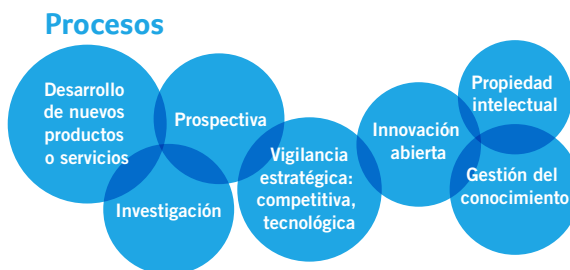 Procesos
Desarrollo
de nuevos
productos
o servicios
Prospectiva
Investigación
Vigilancia
estratégica:
competitiva,
tecnológica
Innovación
abierta
Propiedad
intelectual
Gestión del
conocimiento